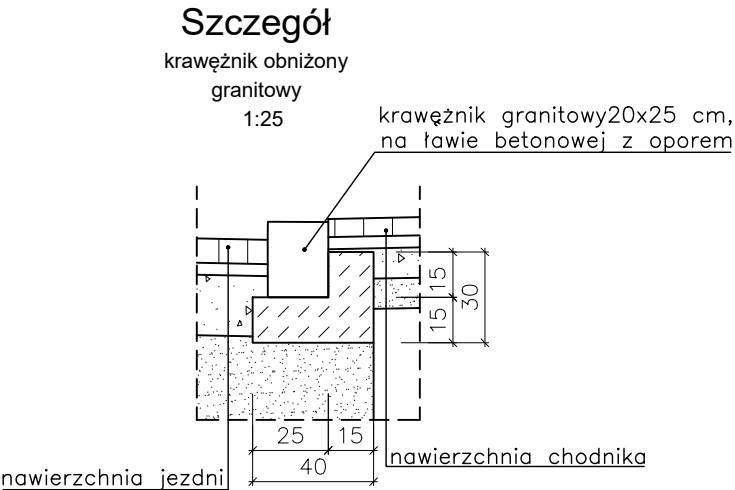 Szczegół
krawężnik obniżony
granitowy
1:25
krawężnik granitowy20x25 cm,
na ławie betonowej z oporem
15
30
15
25
15
40
nawierzchnia chodnika
nawierzchnia jezdni